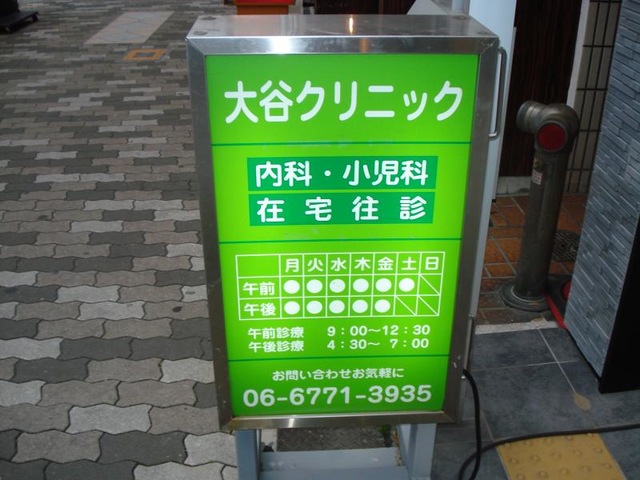 大谷クリニック
内科・小児科
在宅往診
月火水木金土日
午前●●●●●●
午後●●●●●
午前診療 9:00～12:30
午後診療 4:30～ 7:00
お問い合わせお気軽に
06-6771-3935